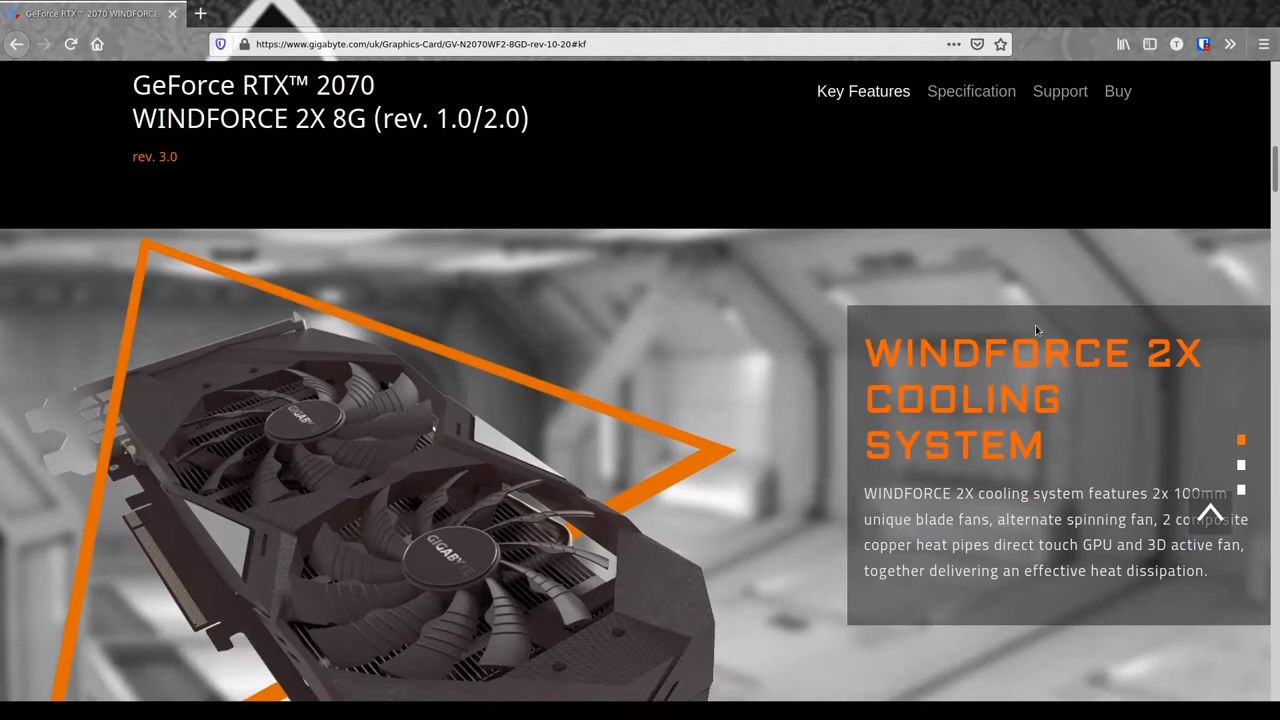 GeForce RTX™ 2070 WINDFORCE
https://www.gigabyte.com/uk/Graphics-Card/GV-N2070WF2-8GD-rev-10-20#kf
GeForce RTX™ 2070
WINDFORCE 2X 8G (rev. 1.0/2.0)
Key Features Specification Support Buy
rev. 3.0
WINDFORCE 2X
COOLING
SYSTEM
WINDFORCE 2X cooling system features 2x 100mm
unique blade fans, alternate spinning fan, 2 composite
copper heat pipes direct touch GPU and 3D active fan,
together delivering an effective heat dissipation.
GIGABYTE
GIGABYTE